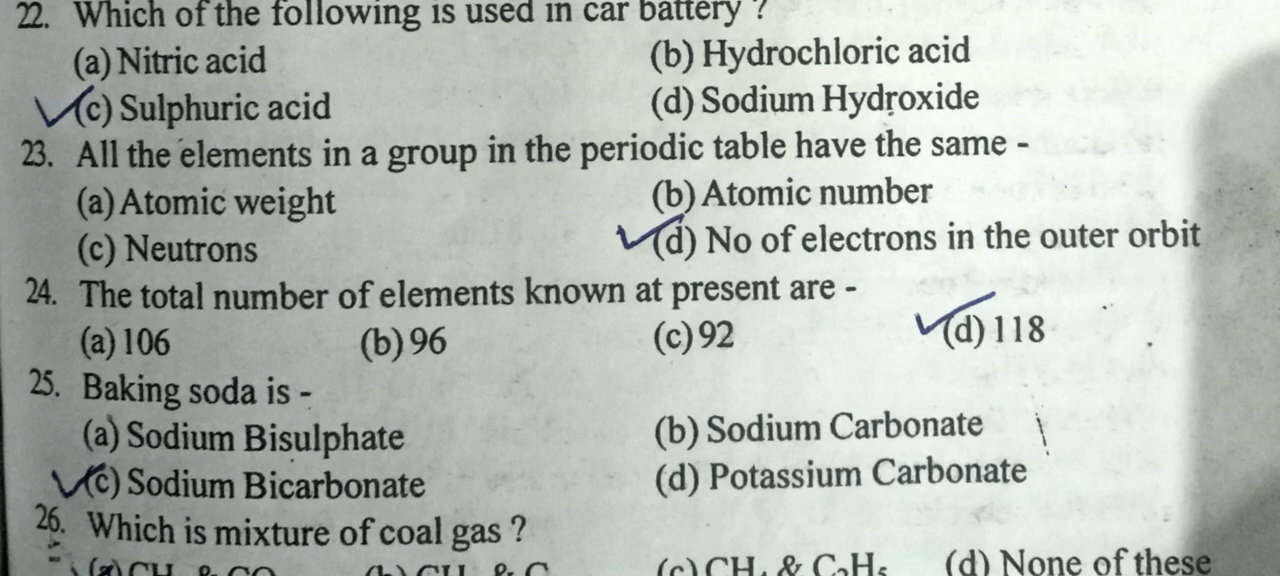 22. Which of the following is used in car battery ?
(a) Nitric acid (b) Hydrochloric acid
(c) Sulphuric acid (d) Sodium Hydroxide
23. All the elements in a group in the periodic table have the same -
(a) Atomic weight (b) Atomic number
(c) Neutrons (d) No of electrons in the outer orbit
24. The total number of elements known at present are -
(a) 106 (b) 96 (c) 92 (d) 118
25. Baking soda is -
(a) Sodium Bisulphate (b) Sodium Carbonate
(c) Sodium Bicarbonate (d) Potassium Carbonate
26. Which is mixture of coal gas ?
(c) CH₄ & C₂H₅ (d) None of these